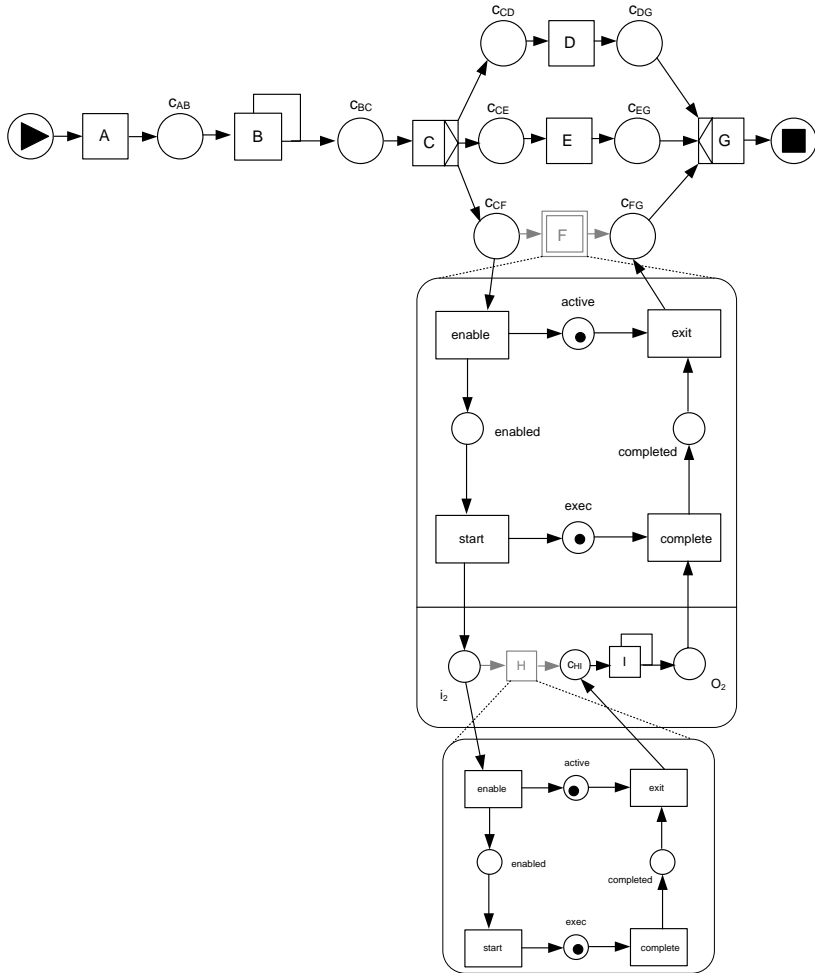 cCD
cDG
D
cAB
cBC
cCE
cEG
A
B
C
E
G
cCF
cFG
F
active
enable
exit
enabled
completed
exec
start
complete
H
cHI
I
i2
O2
active
enable
exit
enabled
completed
exec
start
complete